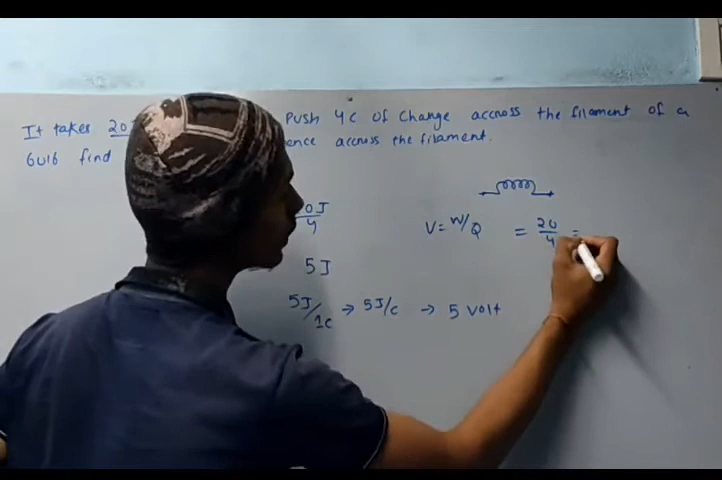 It takes 20 Push 4c of Change accross the filament of a
bulb find ence accross the filament.
0J/4
V = W/Q = 20/4 =
5J
5J/1c → 5J/c → 5 volt